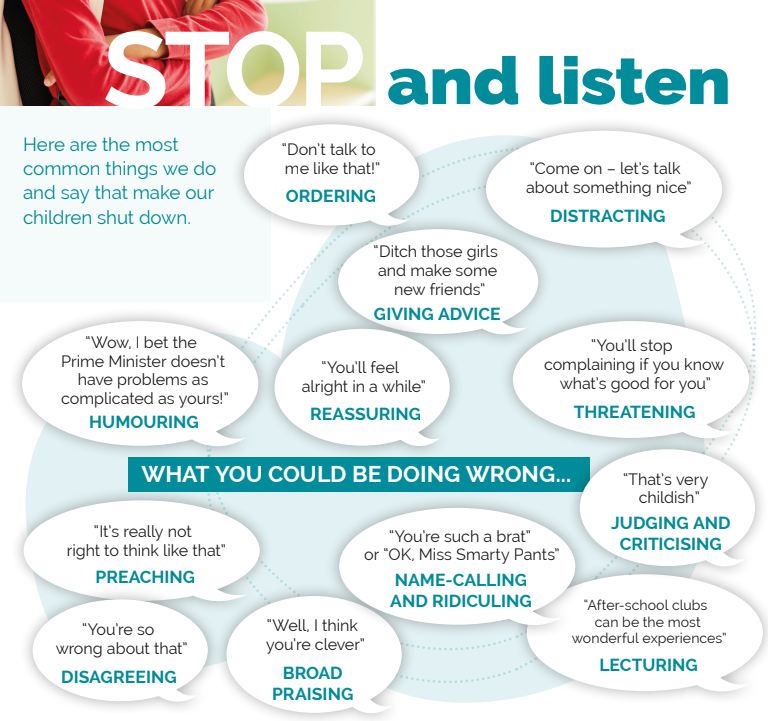 STOP and listen
Here are the most
common things we do
and say that make our
children shut down.
“Don’t talk to
me like that!”
ORDERING
“Come on – let’s talk
about something nice”
DISTRACTING
“Ditch those girls
and make some
new friends”
GIVING ADVICE
“Wow, I bet the
Prime Minister doesn’t
have problems as
complicated as yours!”
HUMOURING
“You’ll feel
alright in a while”
REASSURING
“You’ll stop
complaining if you know
what’s good for you”
THREATENING
WHAT YOU COULD BE DOING WRONG...
“That’s very
childish”
JUDGING AND
CRITICISING
“It’s really not
right to think like that”
PREACHING
“You’re such a brat”
or “OK, Miss Smarty Pants”
NAME-CALLING
AND RIDICULING
“You’re so
wrong about that”
DISAGREEING
“Well, I think
you’re clever”
BROAD
PRAISING
“After-school clubs
can be the most
wonderful experiences”
LECTURING